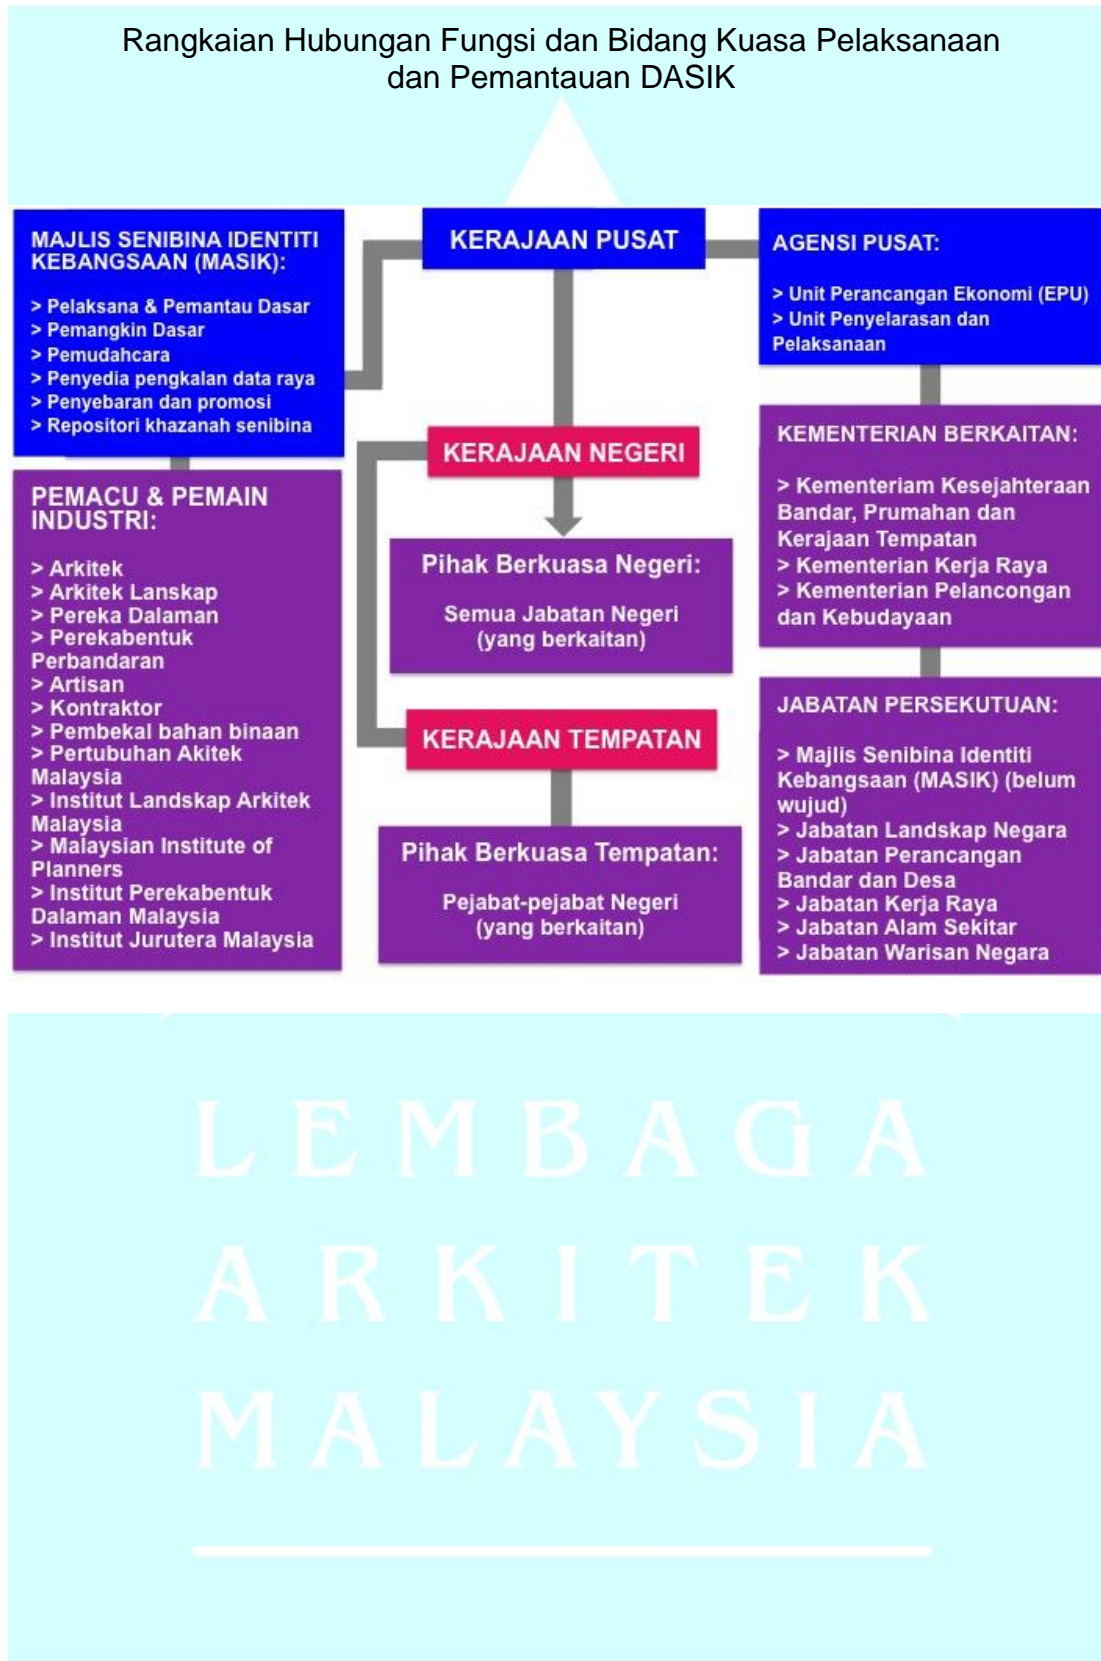 Rangkaian Hubungan Fungsi dan Bidang Kuasa Pelaksanaan
dan Pemantauan DASIK
MAJLIS SENIBINA IDENTITI
KEBANGSAAN (MASIK):
> Pelaksana & Pemantau Dasar
> Pemangkin Dasar
> Pemudahcara
> Penyedia pengkalan data raya
> Penyebaran dan promosi
> Repositori khazanah senibina
PEMACU & PEMAIN
INDUSTRI:
> Arkitek
> Arkitek Lanskap
> Pereka Dalaman
> Perekabentuk
Perbandaran
> Artisan
> Kontraktor
> Pembekal bahan binaan
> Pertubuhan Akitek
Malaysia
> Institut Landskap Arkitek
Malaysia
> Malaysian Institute of
Planners
> Institut Perekabentuk
Dalaman Malaysia
> Institut Jurutera Malaysia
KERAJAAN PUSAT
KERAJAAN NEGERI
Pihak Berkuasa Negeri:
Semua Jabatan Negeri
(yang berkaitan)
KERAJAAN TEMPATAN
Pihak Berkuasa Tempatan:
Pejabat-pejabat Negeri
(yang berkaitan)
AGENSI PUSAT:
> Unit Perancangan Ekonomi (EPU)
> Unit Penyelarasan dan
Pelaksanaan
KEMENTERIAN BERKAITAN:
> Kementeriam Kesejahteraan
Bandar, Prumahan dan
Kerajaan Tempatan
> Kementerian Kerja Raya
> Kementerian Pelancongan
dan Kebudayaan
JABATAN PERSEKUTUAN:
> Majlis Senibina Identiti
Kebangsaan (MASIK) (belum
wujud)
> Jabatan Landskap Negara
> Jabatan Perancangan
Bandar dan Desa
> Jabatan Kerja Raya
> Jabatan Alam Sekitar
> Jabatan Warisan Negara
LEMBAGA
ARKITEK
MALAYSIA